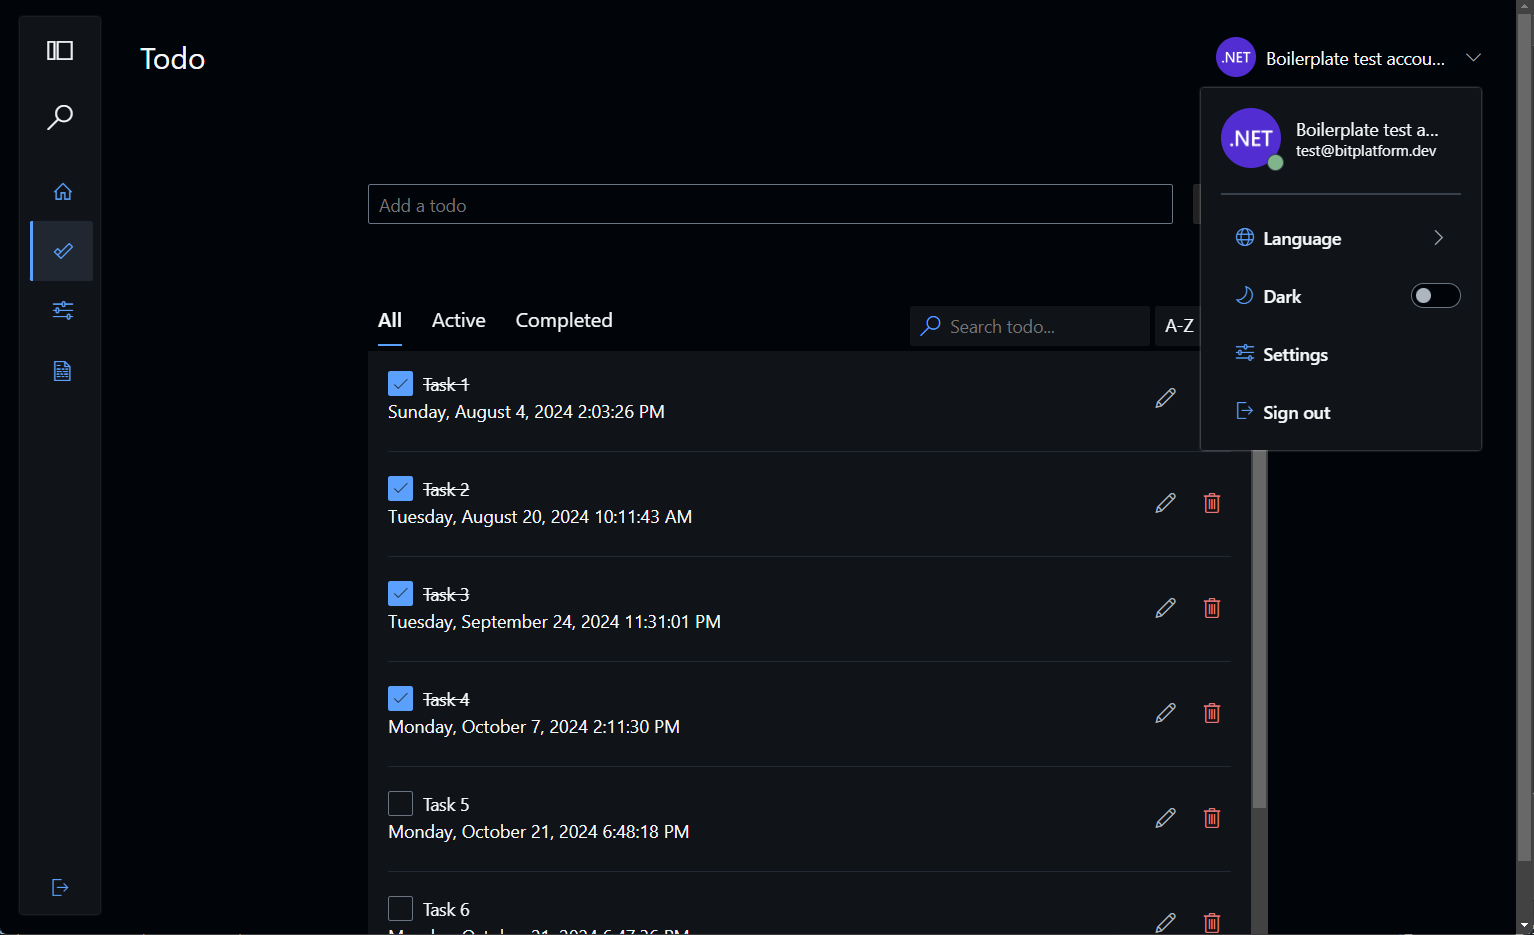 Todo
.NET Boilerplate test accou...
.NET
Boilerplate test a...
test@bitplatform.dev
Language
Dark
Settings
Sign out
Add a todo
All Active Completed
Search todo...
A-Z
Task 1
Sunday, August 4, 2024 2:03:26 PM
Task 2
Tuesday, August 20, 2024 10:11:43 AM
Task 3
Tuesday, September 24, 2024 11:31:01 PM
Task 4
Monday, October 7, 2024 2:11:30 PM
Task 5
Monday, October 21, 2024 6:48:18 PM
Task 6